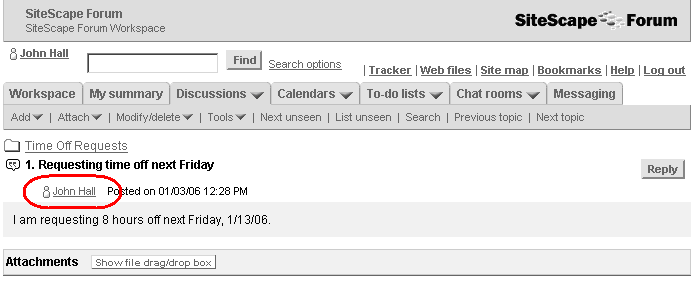 SiteScape Forum
SiteScape Forum Workspace
SiteScape Forum
John Hall
Find
Search options
| Tracker | Web files | Site map | Bookmarks | Help | Log out
Workspace My summary Discussions Calendars To-do lists Chat rooms Messaging
Add | Attach | Modify/delete | Tools | Next unseen | List unseen | Search | Previous topic | Next topic
Time Off Requests
1. Requesting time off next Friday
Reply
John Hall Posted on 01/03/06 12:28 PM
I am requesting 8 hours off next Friday, 1/13/06.
Attachments Show file drag/drop box